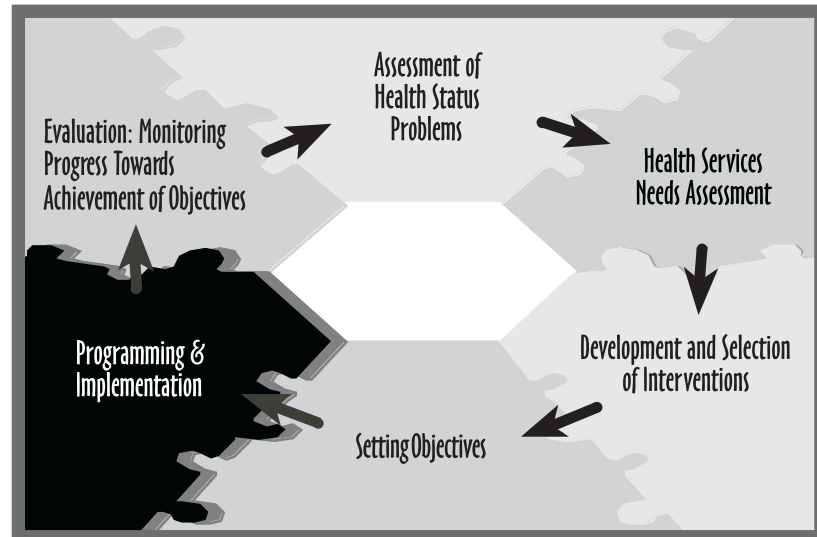 Assessment of
Health Status
Problems
Health Services
Needs Assessment
Development and Selection
of Interventions
Setting Objectives
Programming &
Implementation
Evaluation: Monitoring
Progress Towards
Achievement of Objectives